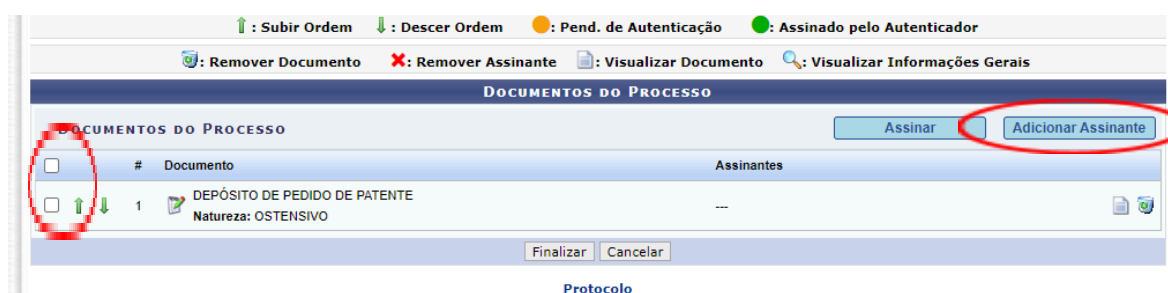 : Subir Ordem : Descer Ordem : Pend. de Autenticação : Assinado pelo Autenticador
: Remover Documento : Remover Assinante : Visualizar Documento : Visualizar Informações Gerais
DOCUMENTOS DO PROCESSO
DOCUMENTOS DO PROCESSO Assinar Adicionar Assinante
# Documento Assinantes
1 DEPÓSITO DE PEDIDO DE PATENTE
Natureza: OSTENSIVO ---
Finalizar Cancelar
Protocolo